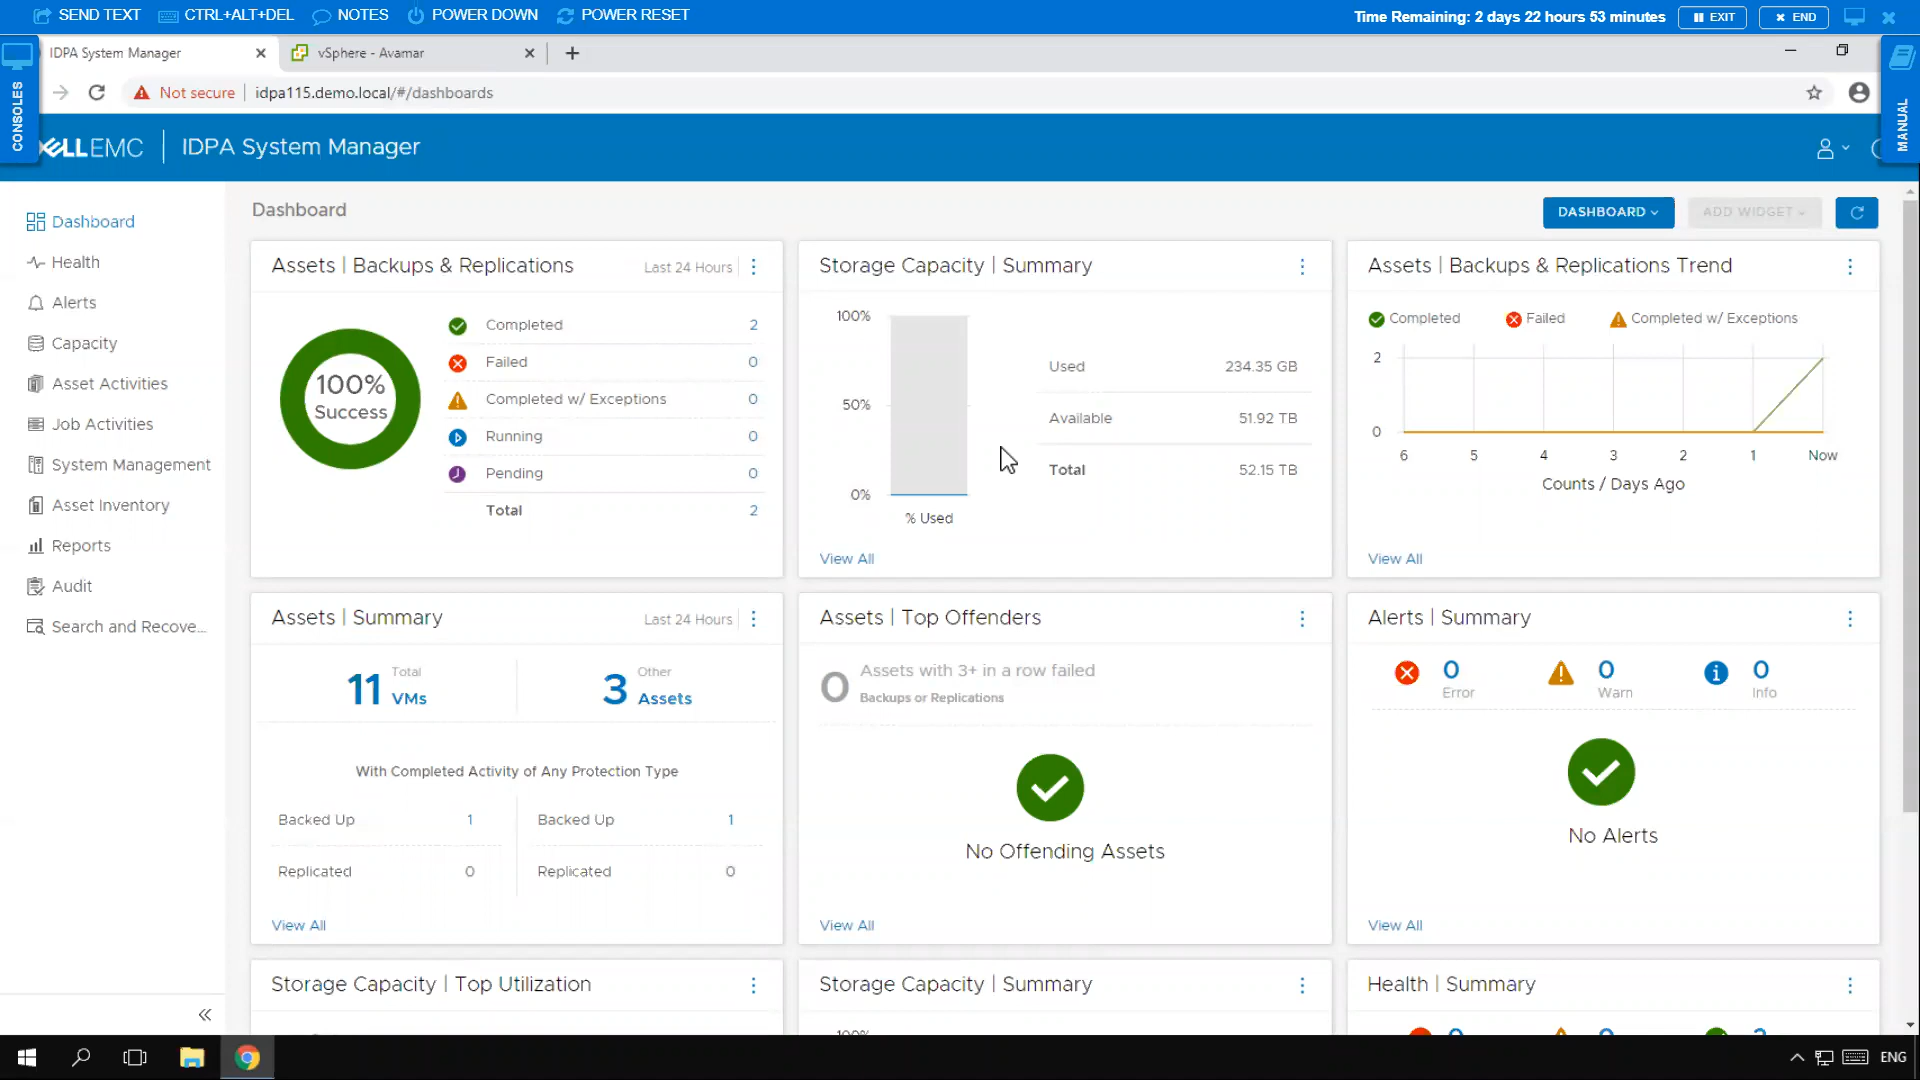 SEND TEXT CTRL+ALT+DEL NOTES POWER DOWN POWER RESET Time Remaining: 2 days 22 hours 53 minutes EXIT END
IDPA System Manager vSphere - Avamar
Not secure idpa115.demo.local/#/dashboards
CONSOLES
MANUAL
DELLEMC IDPA System Manager
Dashboard
Health
Alerts
Capacity
Asset Activities
Job Activities
System Management
Asset Inventory
Reports
Audit
Search and Recove...
Dashboard DASHBOARD ADD WIDGET
Assets | Backups & Replications Last 24 Hours
100%
Success
Completed 2
Failed 0
Completed w/ Exceptions 0
Running 0
Pending 0
Total 2
Storage Capacity | Summary
100%
50%
0%
% Used
Used 234.35 GB
Available 51.92 TB
Total 52.15 TB
View All
Assets | Backups & Replications Trend
Completed Failed Completed w/ Exceptions
2
0
6 5 4 3 2 1 Now
Counts / Days Ago
View All
Assets | Summary Last 24 Hours
11 Total VMs
3 Other Assets
With Completed Activity of Any Protection Type
Backed Up 1 Backed Up 1
Replicated 0 Replicated 0
View All
Assets | Top Offenders
0 Assets with 3+ in a row failed
Backups or Replications
No Offending Assets
View All
Alerts | Summary
0 Error 0 Warn 0 Info
No Alerts
View All
Storage Capacity | Top Utilization
Storage Capacity | Summary
100%
Health | Summary
ENG